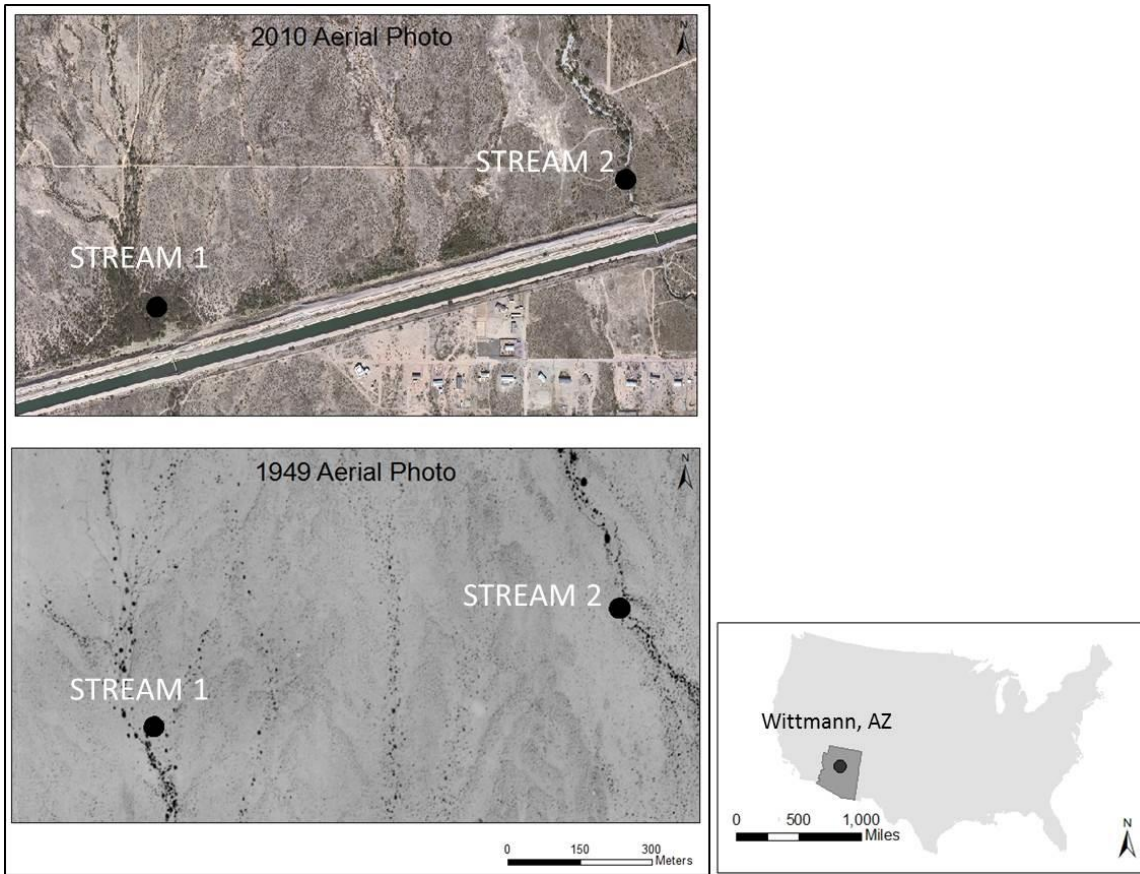 2010 Aerial Photo
N
STREAM 2
STREAM 1
1949 Aerial Photo
N
STREAM 2
STREAM 1
0 150 300
Meters
Wittmann, AZ
0 500 1,000
Miles
N